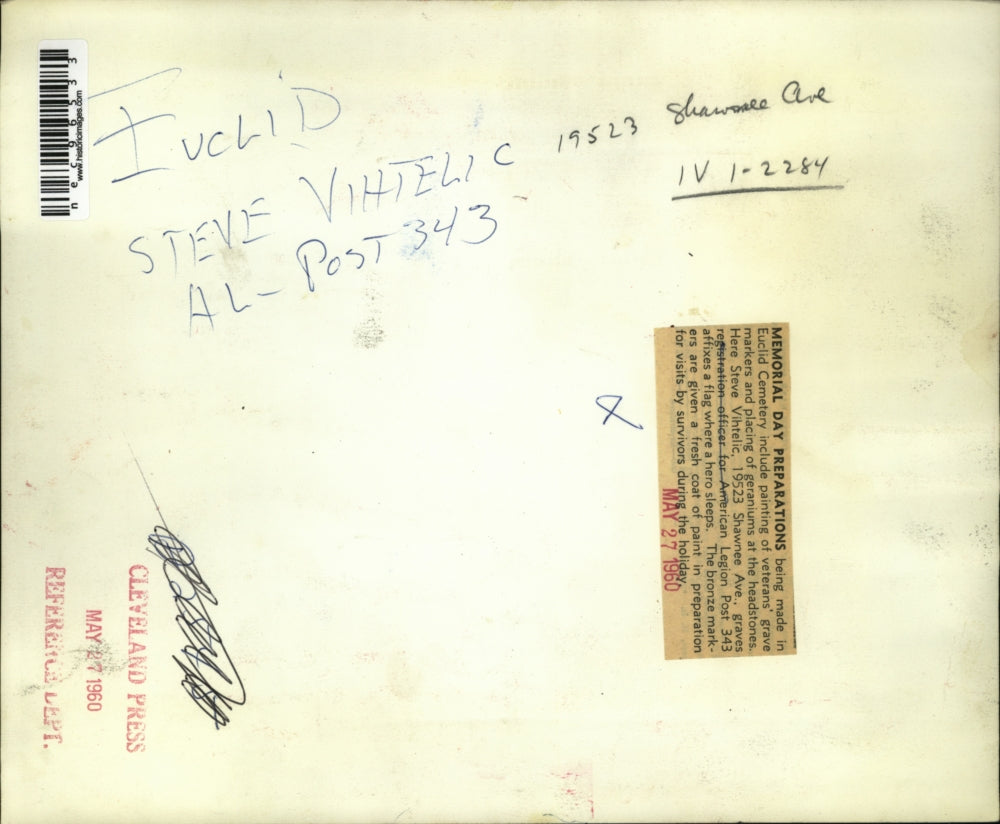 www.historicimages.com
nec96533
EUCLID
STEVE VIHTELIC
AL - POST 343
19523 Shawnee Ave
IV 1-2284
X
MEMORIAL DAY PREPARATIONS being made in
Euclid Cemetery include painting of veterans' grave
markers and placing of geraniums at the headstones.
Here Steve Vihtelic, 19523 Shawnee Ave., graves
registration officer for American Legion Post 343
affixes a flag where a hero sleeps. The bronze mark-
ers are given a fresh coat of paint in preparation
for visits by survivors during the holiday.
MAY 27 1960
CLEVELAND PRESS
MAY 27 1960
REFERENCE DEPT.